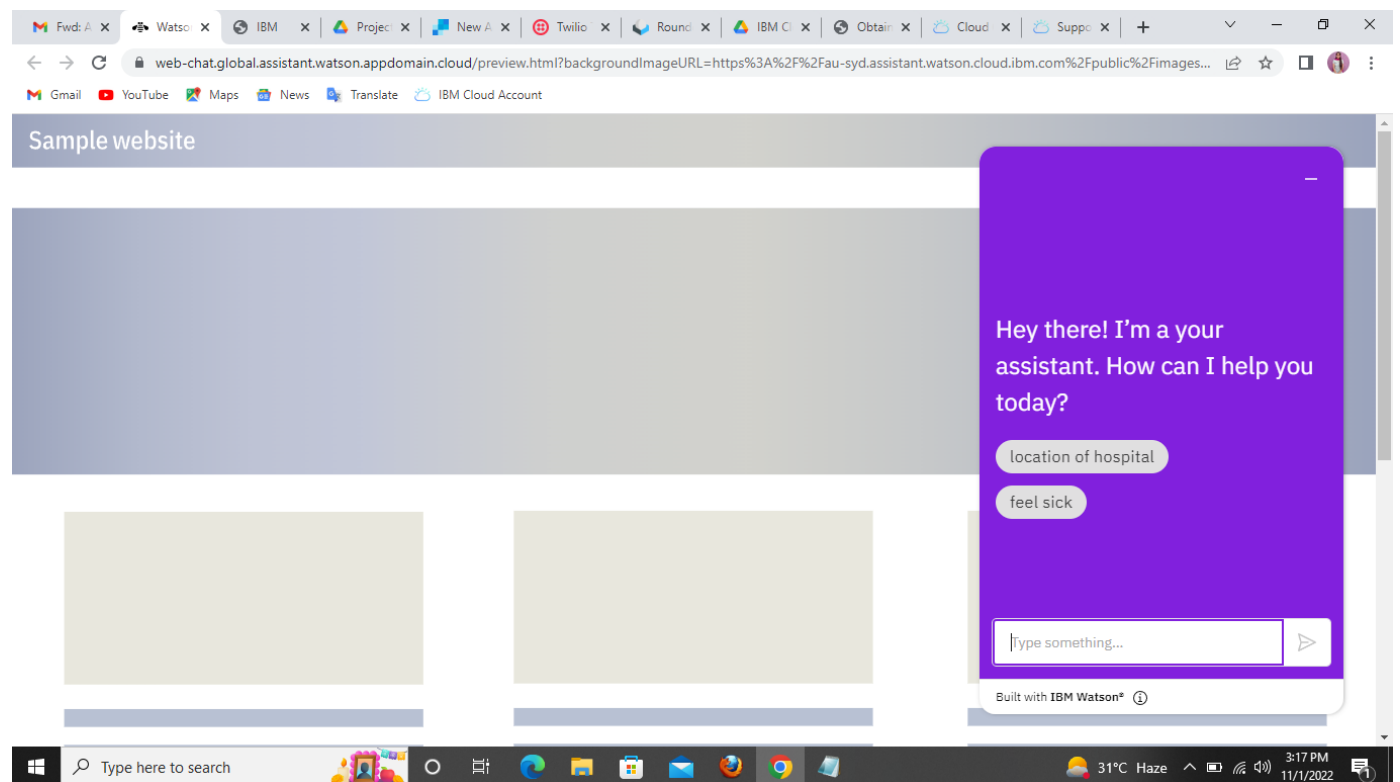 Fwd: A
Watso
IBM
Projec
New A
Twilio
Round
IBM Cl
Obtain
Cloud
Suppo
web-chat.global.assistant.watson.appdomain.cloud/preview.html?backgroundImageURL=https%3A%2F%2Fau-syd.assistant.watson.cloud.ibm.com%2Fpublic%2Fimages...
Gmail
YouTube
Maps
News
Translate
IBM Cloud Account
Sample website
Hey there! I'm a your
assistant. How can I help you
today?
location of hospital
feel sick
Type something...
Built with IBM Watson®
Type here to search
31°C Haze
3:17 PM
11/1/2022